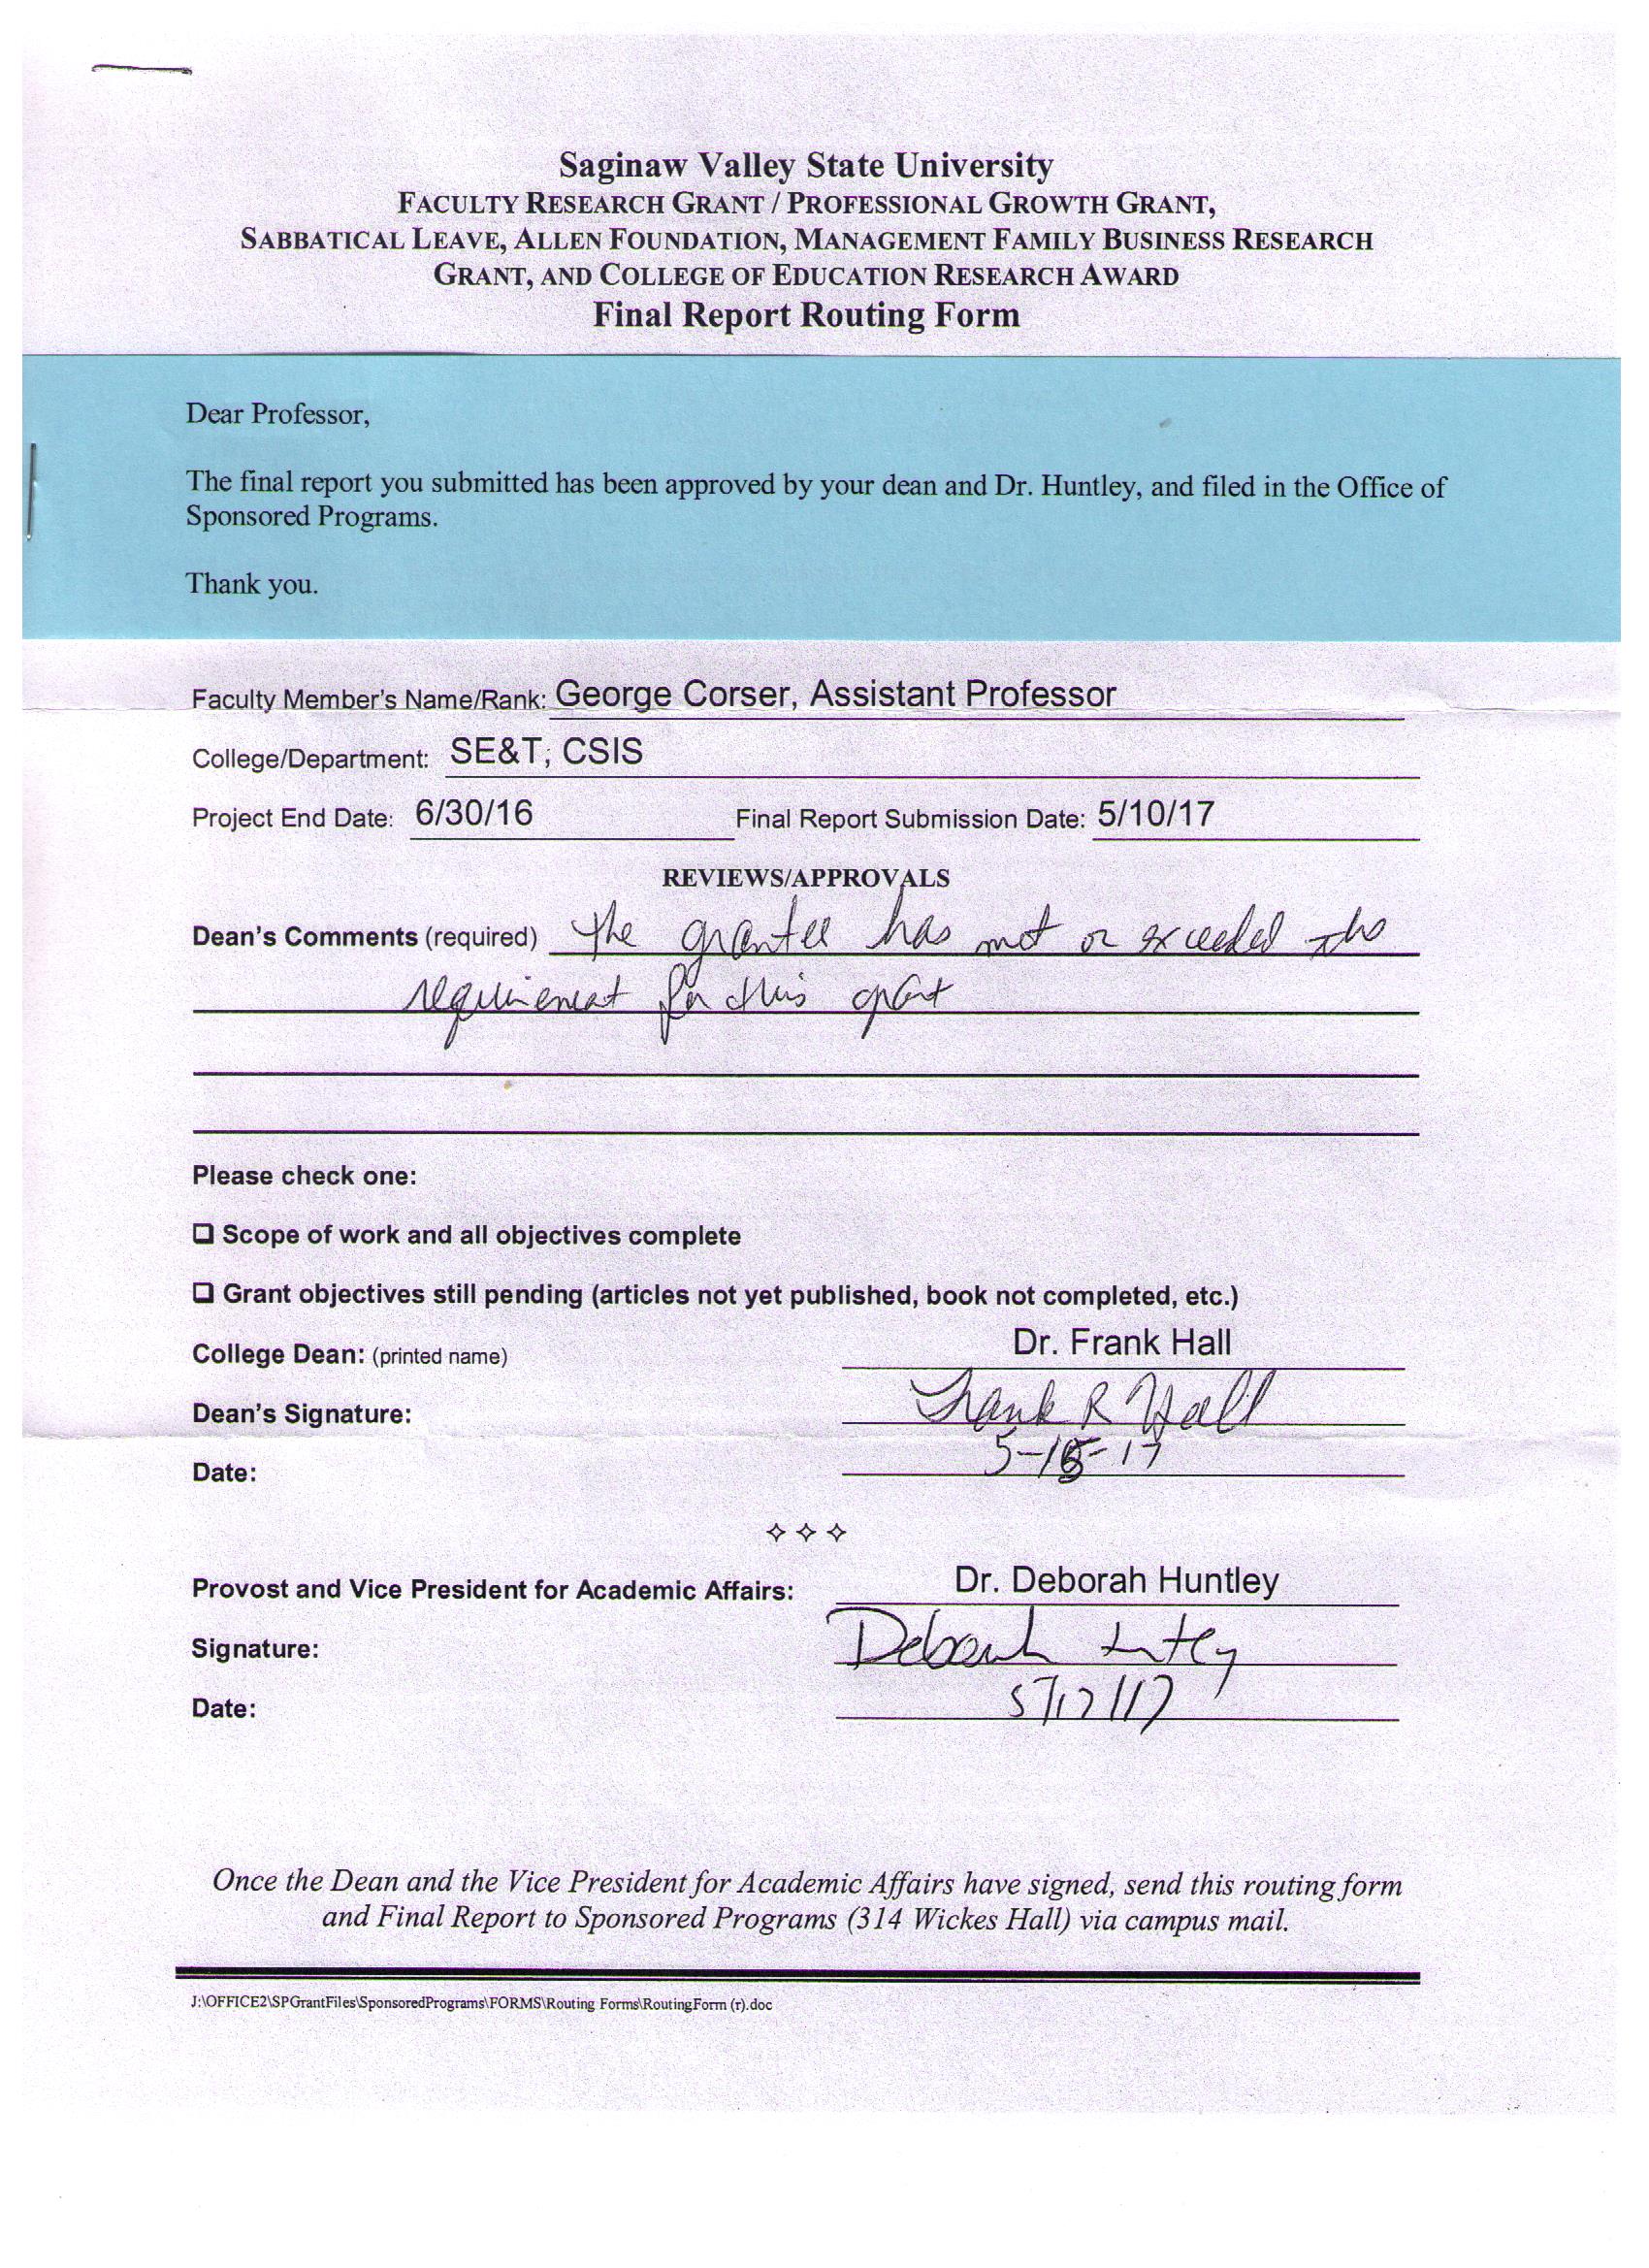 Saginaw Valley State University
FACULTY RESEARCH GRANT / PROFESSIONAL GROWTH GRANT,
SABBATICAL LEAVE, ALLEN FOUNDATION, MANAGEMENT FAMILY BUSINESS RESEARCH
GRANT, AND COLLEGE OF EDUCATION RESEARCH AWARD
Final Report Routing Form
Dear Professor,
The final report you submitted has been approved by your dean and Dr. Huntley, and filed in the Office of
Sponsored Programs.
Thank you.
Faculty Member's Name/Rank: George Corser, Assistant Professor
College/Department: SE&T; CSIS
Project End Date: 6/30/16 Final Report Submission Date: 5/10/17
REVIEWS/APPROVALS
Dean's Comments (required) The grantee has met or exceeded the
requirement for this grant
Please check one:
❑ Scope of work and all objectives complete
❑ Grant objectives still pending (articles not yet published, book not completed, etc.)
College Dean: (printed name) Dr. Frank Hall
Dean's Signature: Frank R Hall
Date: 5-16-17
Provost and Vice President for Academic Affairs: Dr. Deborah Huntley
Signature: Deborah Huntley
Date: 5/17/17
Once the Dean and the Vice President for Academic Affairs have signed, send this routing form
and Final Report to Sponsored Programs (314 Wickes Hall) via campus mail.
J:\OFFICE2\SPGrantFiles\SponsoredPrograms\FORMS\Routing Forms\RoutingForm (r).doc